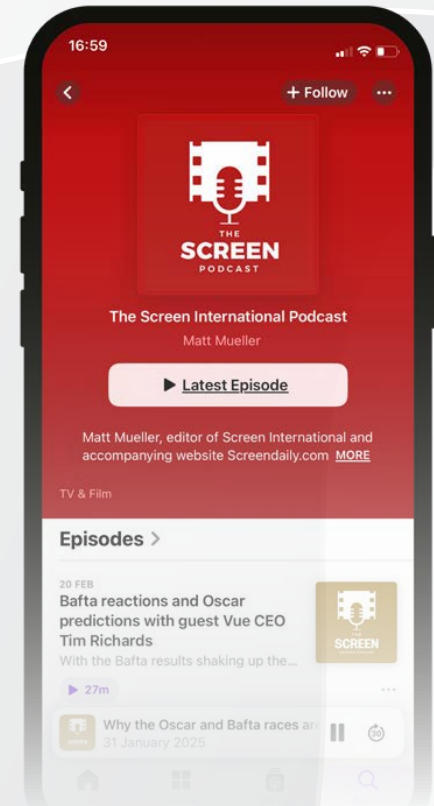 16:59
+ Follow
THE
SCREEN
PODCAST
The Screen International Podcast
Matt Mueller
Latest Episode
Matt Mueller, editor of Screen International and
accompanying website Screendaily.com MORE
TV & Film
Episodes
20 FEB
Bafta reactions and Oscar
predictions with guest Vue CEO
Tim Richards
With the Bafta results shaking up the...
SCREEN
27m
Why the Oscar and Bafta races are
31 January 2025
30